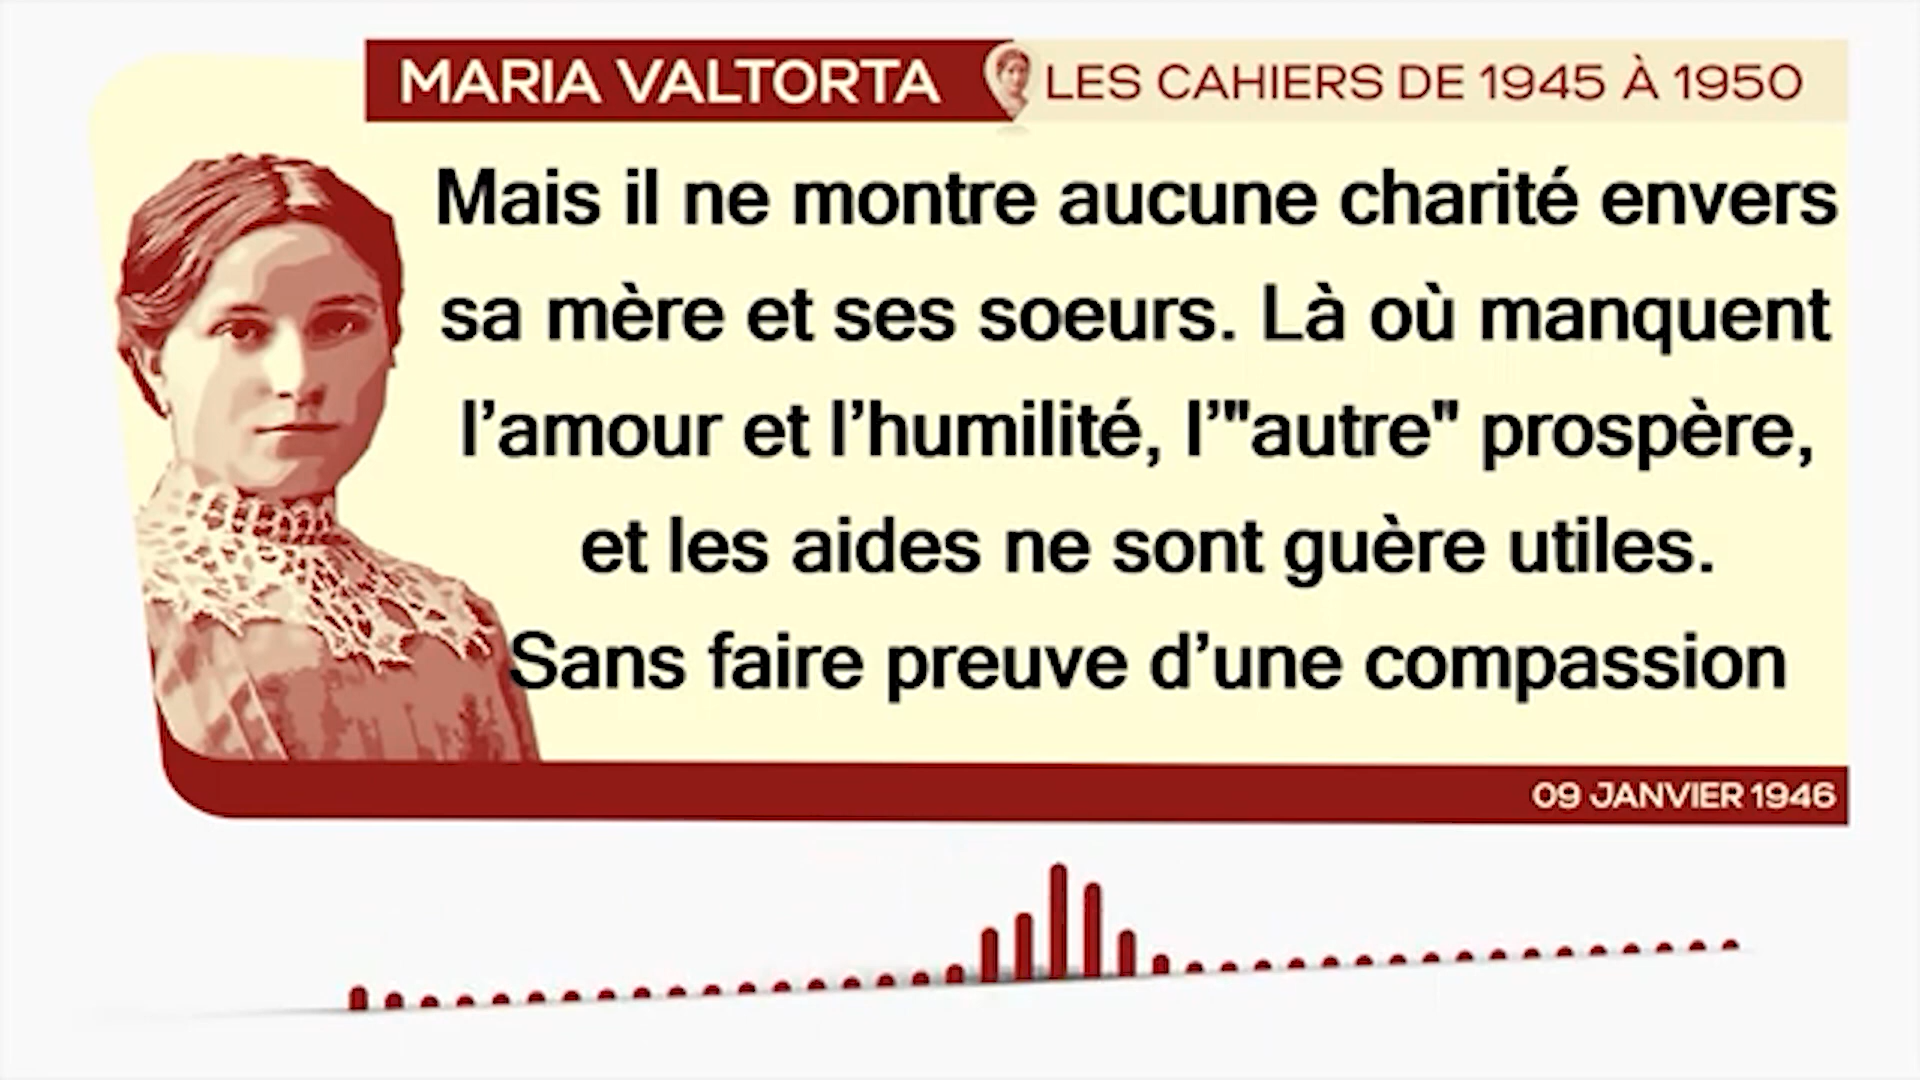 MARIA VALTORTA
LES CAHIERS DE 1945 À 1950
Mais il ne montre aucune charité envers
sa mère et ses soeurs. Là où manquent
l’amour et l’humilité, l’"autre" prospère,
et les aides ne sont guère utiles.
Sans faire preuve d’une compassion
09 JANVIER 1946